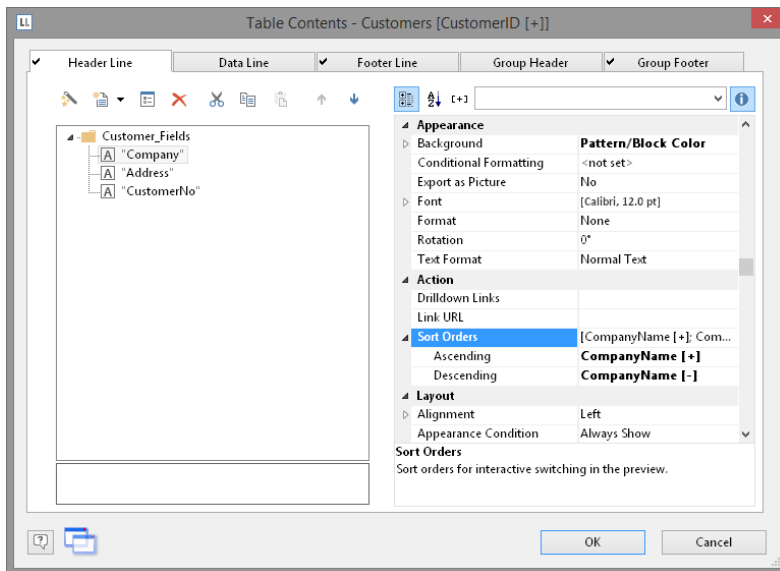 LL
Table Contents - Customers [CustomerID [+]]
Header Line
Data Line
Footer Line
Group Header
Group Footer
Customer_Fields
A "Company"
A "Address"
A "CustomerNo"
Appearance
Background Pattern/Block Color
Conditional Formatting <not set>
Export as Picture No
Font [Calibri, 12.0 pt]
Format None
Rotation 0°
Text Format Normal Text
Action
Drilldown Links
Link URL
Sort Orders [CompanyName [+]; Com...
Ascending CompanyName [+]
Descending CompanyName [-]
Layout
Alignment Left
Appearance Condition Always Show
Sort Orders
Sort orders for interactive switching in the preview.
OK
Cancel